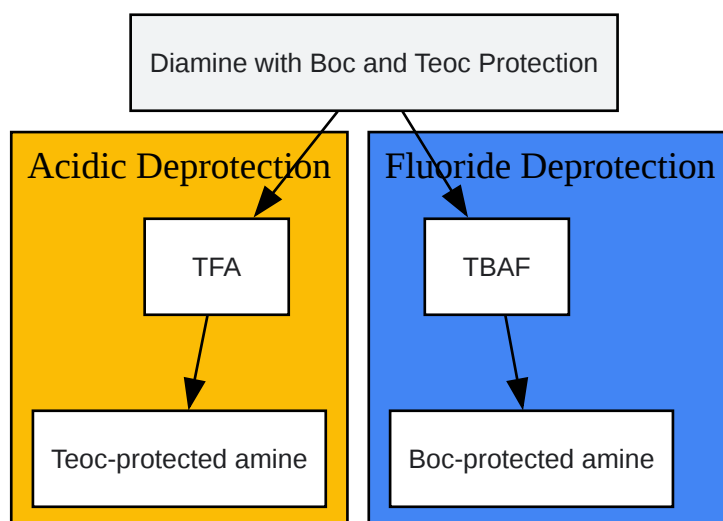 Diamine with Boc and Teoc Protection
Acidic Deprotection
Fluoride Deprotection
TFA
TBAF
Teoc-protected amine
Boc-protected amine